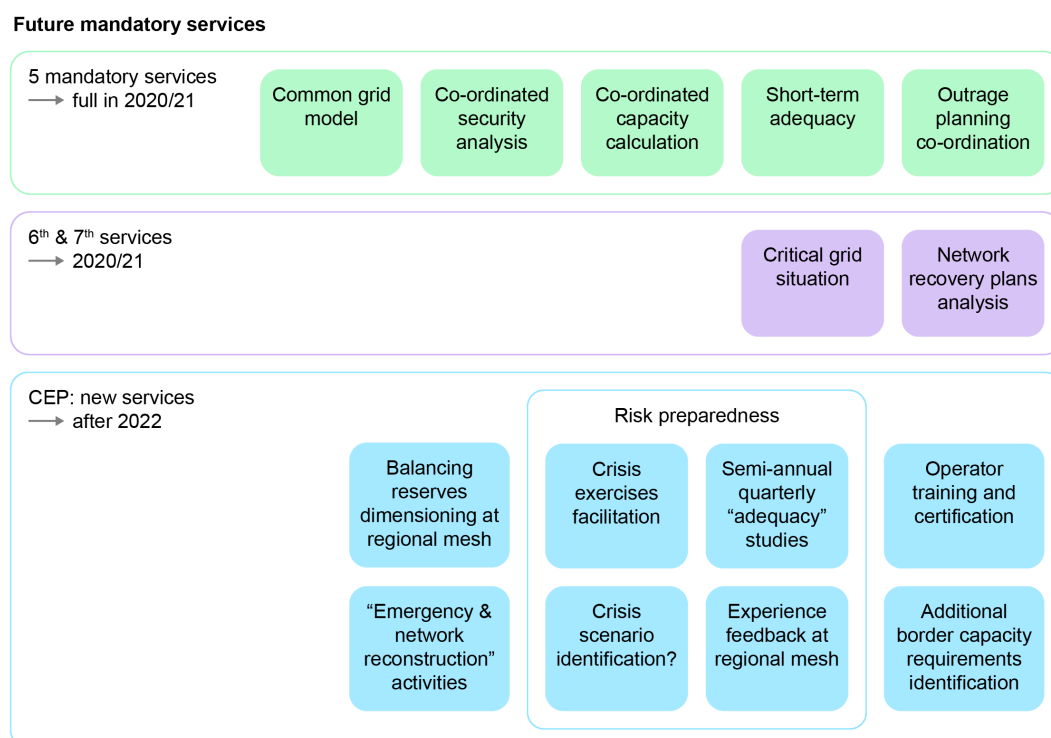 Future mandatory services
5 mandatory services
→ full in 2020/21
Common grid
model
Co-ordinated
security
analysis
Co-ordinated
capacity
calculation
Short-term
adequacy
Outrage
planning
co-ordination
6th & 7th services
→ 2020/21
Critical grid
situation
Network
recovery plans
analysis
CEP: new services
→ after 2022
Risk preparedness
Balancing
reserves
dimensioning at
regional mesh
Crisis
exercises
facilitation
Semi-annual
quarterly
“adequacy”
studies
Operator
training and
certification
“Emergency &
network
reconstruction”
activities
Crisis
scenario
identification?
Experience
feedback at
regional mesh
Additional
border capacity
requirements
identification